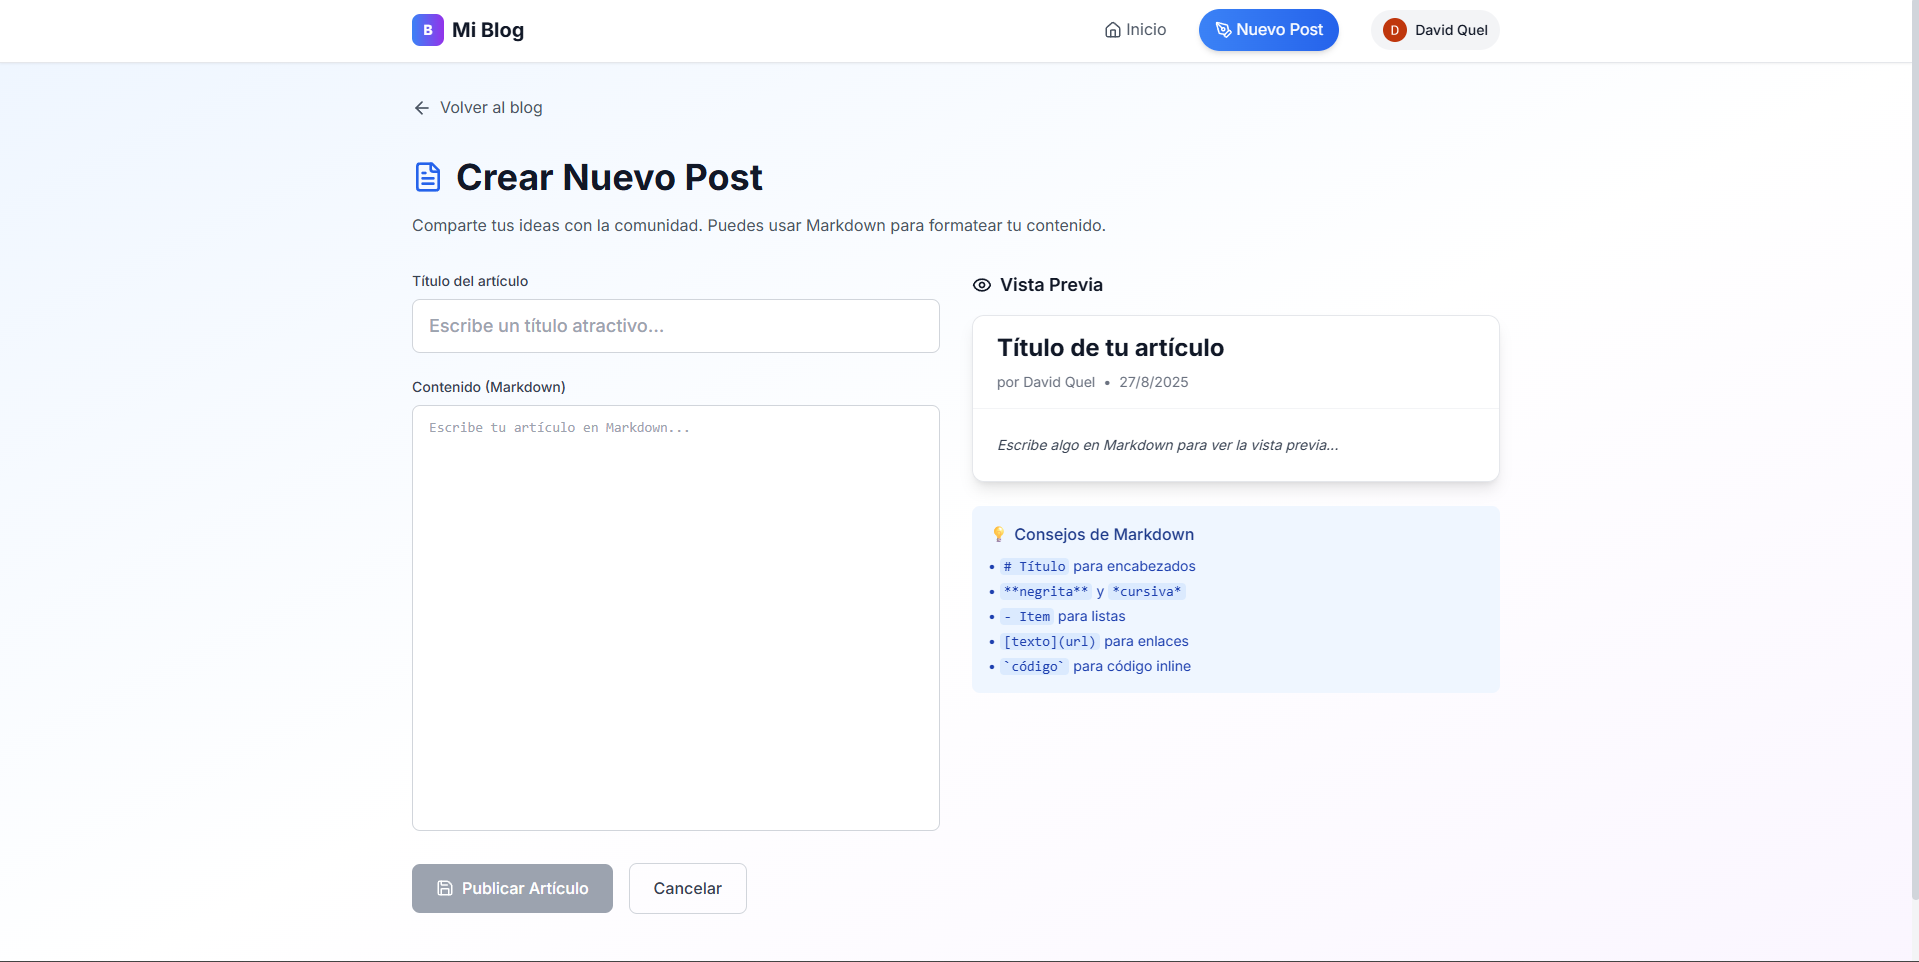 B Mi Blog
Inicio
Nuevo Post
D David Quel
Volver al blog
Crear Nuevo Post
Comparte tus ideas con la comunidad. Puedes usar Markdown para formatear tu contenido.
Título del artículo
Escribe un título atractivo...
Contenido (Markdown)
Escribe tu artículo en Markdown...
Publicar Artículo
Cancelar
Vista Previa
Título de tu artículo
por David Quel • 27/8/2025
Escribe algo en Markdown para ver la vista previa...
💡 Consejos de Markdown
• # Título para encabezados
• **negrita** y *cursiva*
• - Item para listas
• [texto](url) para enlaces
• `código` para código inline